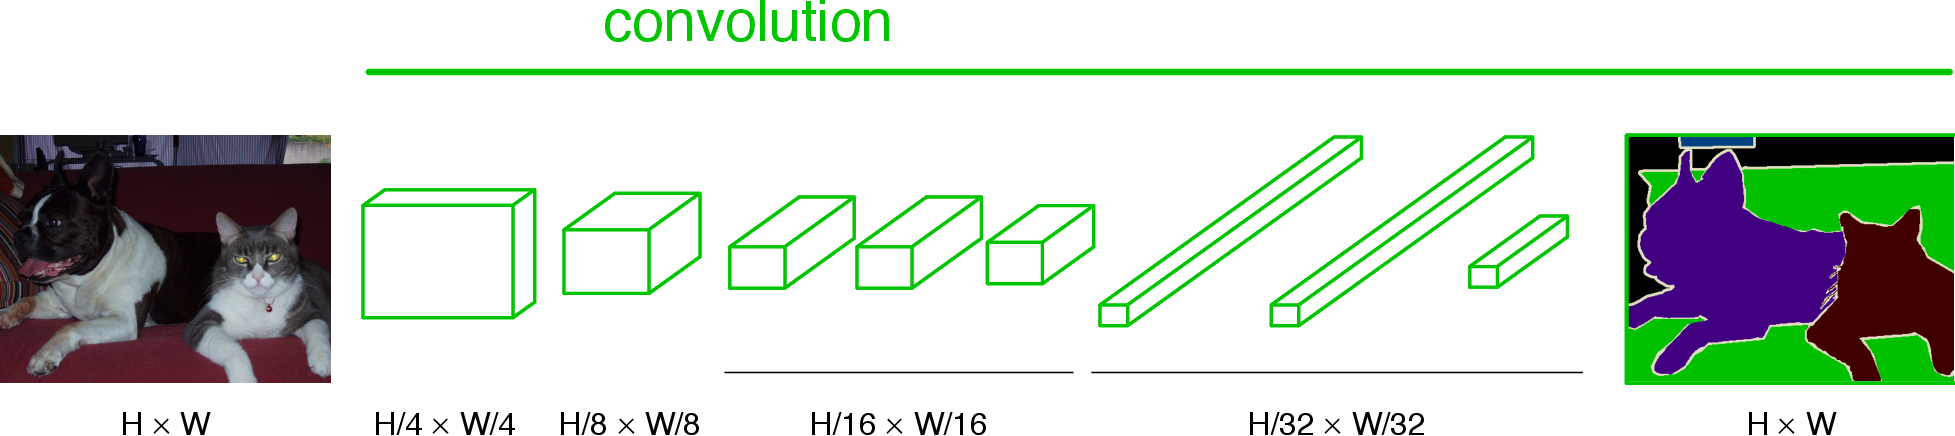 convolution
H × W
H/4 × W/4
H/8 × W/8
H/16 × W/16
H/32 × W/32
H × W